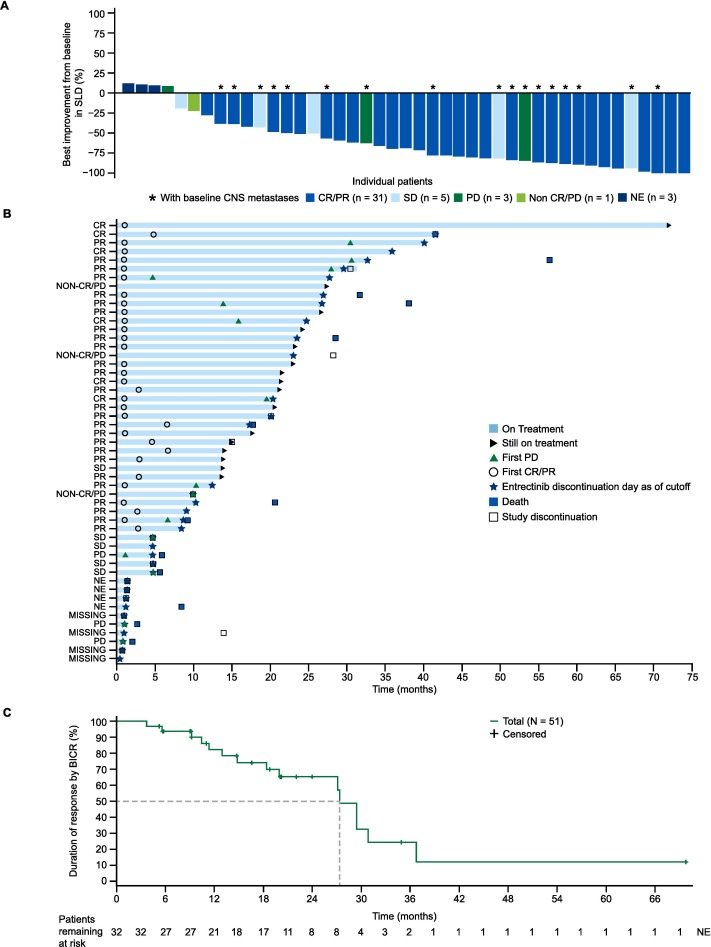 A
Best improvement from baseline
in SLD (%)
100
75
50
25
0
−25
−50
−75
−100
* * * * * * * * * * * * * * * * *
Individual patients
* With baseline CNS metastases CR/PR (n = 31) SD (n = 5) PD (n = 3) Non CR/PD (n = 1) NE (n = 3)
B
CR
CR
PR
CR
PR
PR
PR
NON-CR/PD
PR
PR
PR
CR
PR
PR
PR
NON-CR/PD
PR
CR
CR
PR
CR
PR
PR
PR
PR
PR
PR
PR
SD
PR
PR
NON-CR/PD
PR
PR
PR
PR
SD
SD
PD
SD
SD
NE
NE
NE
NE
MISSING
PD
MISSING
PD
MISSING
MISSING
On Treatment
Still on treatment
First PD
First CR/PR
Entrectinib discontinuation day as of cutoff
Death
Study discontinuation
0 5 10 15 20 25 30 35 40 45 50 55 60 65 70 75
Time (months)
C
Duration of response by BICR (%)
100
90
80
70
60
50
40
30
20
10
0
Total (N = 51)
Censored
0 6 12 18 24 30 36 42 48 54 60 66
Time (months)
Patients
remaining
at risk
32 32 27 27 21 18 17 11 8 8 4 3 2 1 1 1 1 1 1 1 1 1 1 1 NE